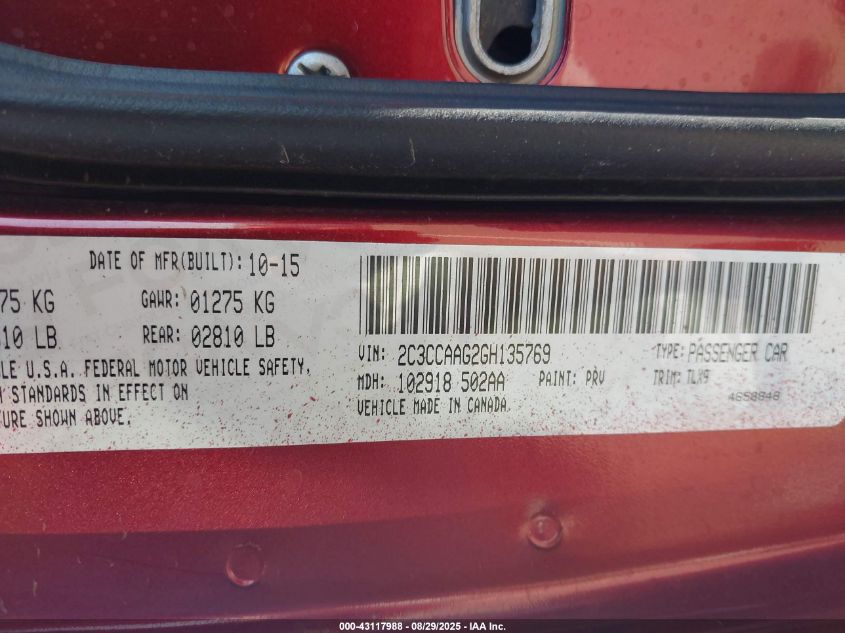 DATE OF MFR(BUILT): 10-15
75 KG GAWR: 01275 KG
10 LB REAR: 02810 LB
LE U.S.A. FEDERAL MOTOR VEHICLE SAFETY,
STANDARDS IN EFFECT ON
TURE SHOWN ABOVE.
VIN: 2C3CCAAG2GH135769 TYPE: PASSENGER CAR
MDH: 102918 502AA PAINT: PRV TRIM: TLX9
VEHICLE MADE IN CANADA 4658848
000-43117988 | 08/29/2025 | IAA Inc.